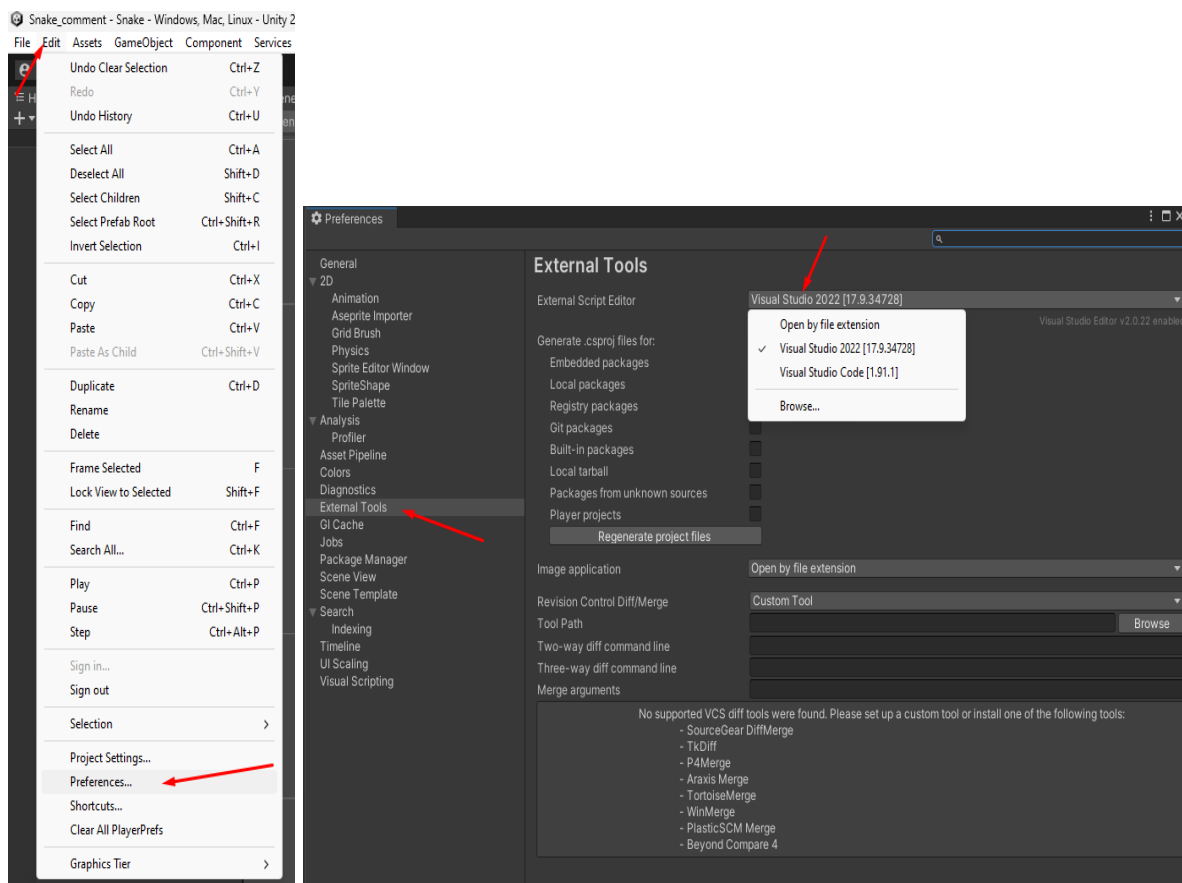 Snake_comment - Snake - Windows, Mac, Linux - Unity 2
File Edit Assets GameObject Component Services
Undo Clear Selection Ctrl+Z
Redo Ctrl+Y
Undo History Ctrl+U
Select All Ctrl+A
Deselect All Shift+D
Select Children Shift+C
Select Prefab Root Ctrl+Shift+R
Invert Selection Ctrl+I
Cut Ctrl+X
Copy Ctrl+C
Paste Ctrl+V
Paste As Child Ctrl+Shift+V
Duplicate Ctrl+D
Rename
Delete
Frame Selected F
Lock View to Selected Shift+F
Find Ctrl+F
Search All... Ctrl+K
Play Ctrl+P
Pause Ctrl+Shift+P
Step Ctrl+Alt+P
Sign in...
Sign out
Selection
Project Settings...
Preferences...
Shortcuts...
Clear All PlayerPrefs
Graphics Tier
Preferences
General
2D
Animation
Aseprite Importer
Grid Brush
Physics
Sprite Editor Window
SpriteShape
Tile Palette
Analysis
Profiler
Asset Pipeline
Colors
Diagnostics
External Tools
GI Cache
Jobs
Package Manager
Scene View
Scene Template
Search
Indexing
Timeline
UI Scaling
Visual Scripting
External Tools
External Script Editor Visual Studio 2022 [17.9.34728]
Visual Studio Editor v2.0.22 enabled
Open by file extension
Visual Studio 2022 [17.9.34728]
Visual Studio Code [1.91.1]
Browse...
Generate .csproj files for:
Embedded packages
Local packages
Registry packages
Git packages
Built-in packages
Local tarball
Packages from unknown sources
Player projects
Regenerate project files
Image application Open by file extension
Revision Control Diff/Merge Custom Tool
Tool Path Browse
Two-way diff command line
Three-way diff command line
Merge arguments
No supported VCS diff tools were found. Please set up a custom tool or install one of the following tools:
- SourceGear DiffMerge
- TkDiff
- P4Merge
- Araxis Merge
- TortoiseMerge
- WinMerge
- PlasticSCM Merge
- Beyond Compare 4